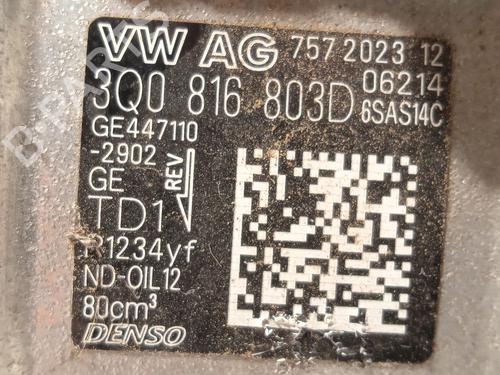 VW AG 757 2023 12
3Q0 816 803D 06214
6SAS14C
GE447110
-2902
GE
REV
TD1
R1234yf
ND-OIL12
80cm³
DENSO
B-PARTS